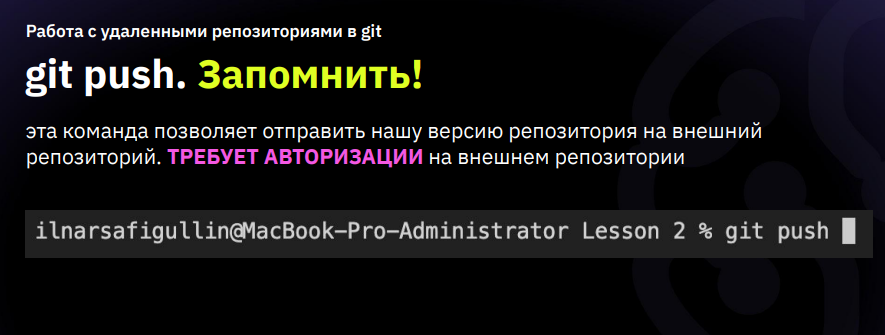 Работа с удаленными репозиториями в git
git push. Запомнить!
эта команда позволяет отправить нашу версию репозитория на внешний
репозиторий. ТРЕБУЕТ АВТОРИЗАЦИИ на внешнем репозитории
ilnarsafigullin@MacBook-Pro-Administrator Lesson 2 % git push